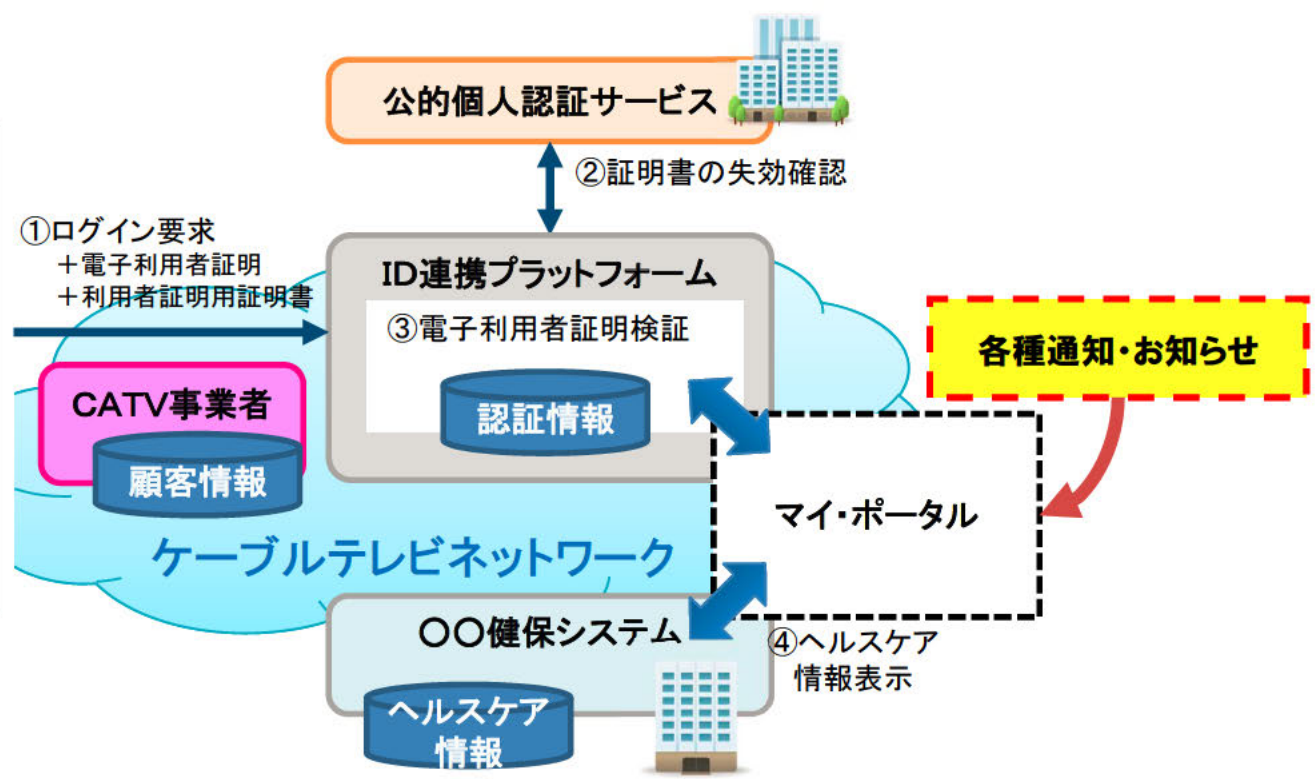 公的個人認証サービス
②証明書の失効確認
①ログイン要求
＋電子利用者証明
＋利用者証明用証明書
ID連携プラットフォーム
③電子利用者証明検証
認証情報
各種通知・お知らせ
CATV事業者
顧客情報
マイ・ポータル
ケーブルテレビネットワーク
〇〇健保システム
④ヘルスケア
情報表示
ヘルスケア
情報